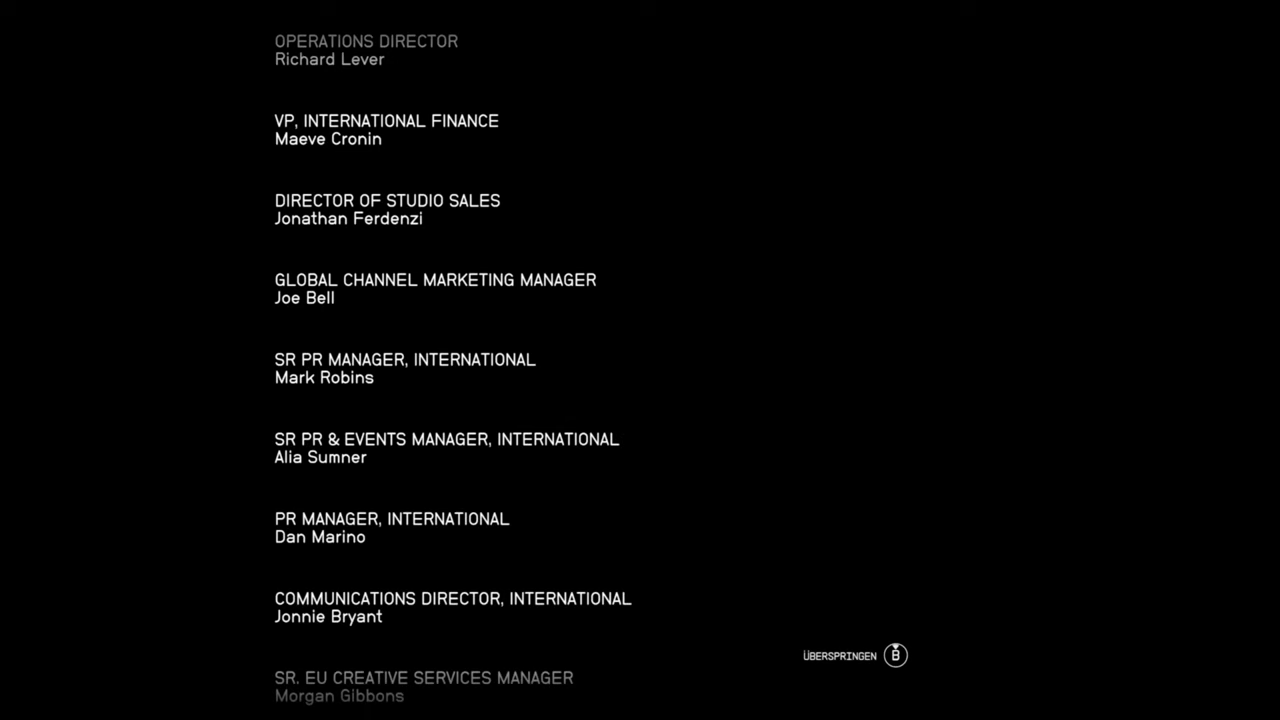 OPERATIONS DIRECTOR
Richard Lever
VP, INTERNATIONAL FINANCE
Maeve Cronin
DIRECTOR OF STUDIO SALES
Jonathan Ferdenzi
GLOBAL CHANNEL MARKETING MANAGER
Joe Bell
SR PR MANAGER, INTERNATIONAL
Mark Robins
SR PR & EVENTS MANAGER, INTERNATIONAL
Alia Sumner
PR MANAGER, INTERNATIONAL
Dan Marino
COMMUNICATIONS DIRECTOR, INTERNATIONAL
Jonnie Bryant
ÜBERSPRINGEN B
SR. EU CREATIVE SERVICES MANAGER
Morgan Gibbons